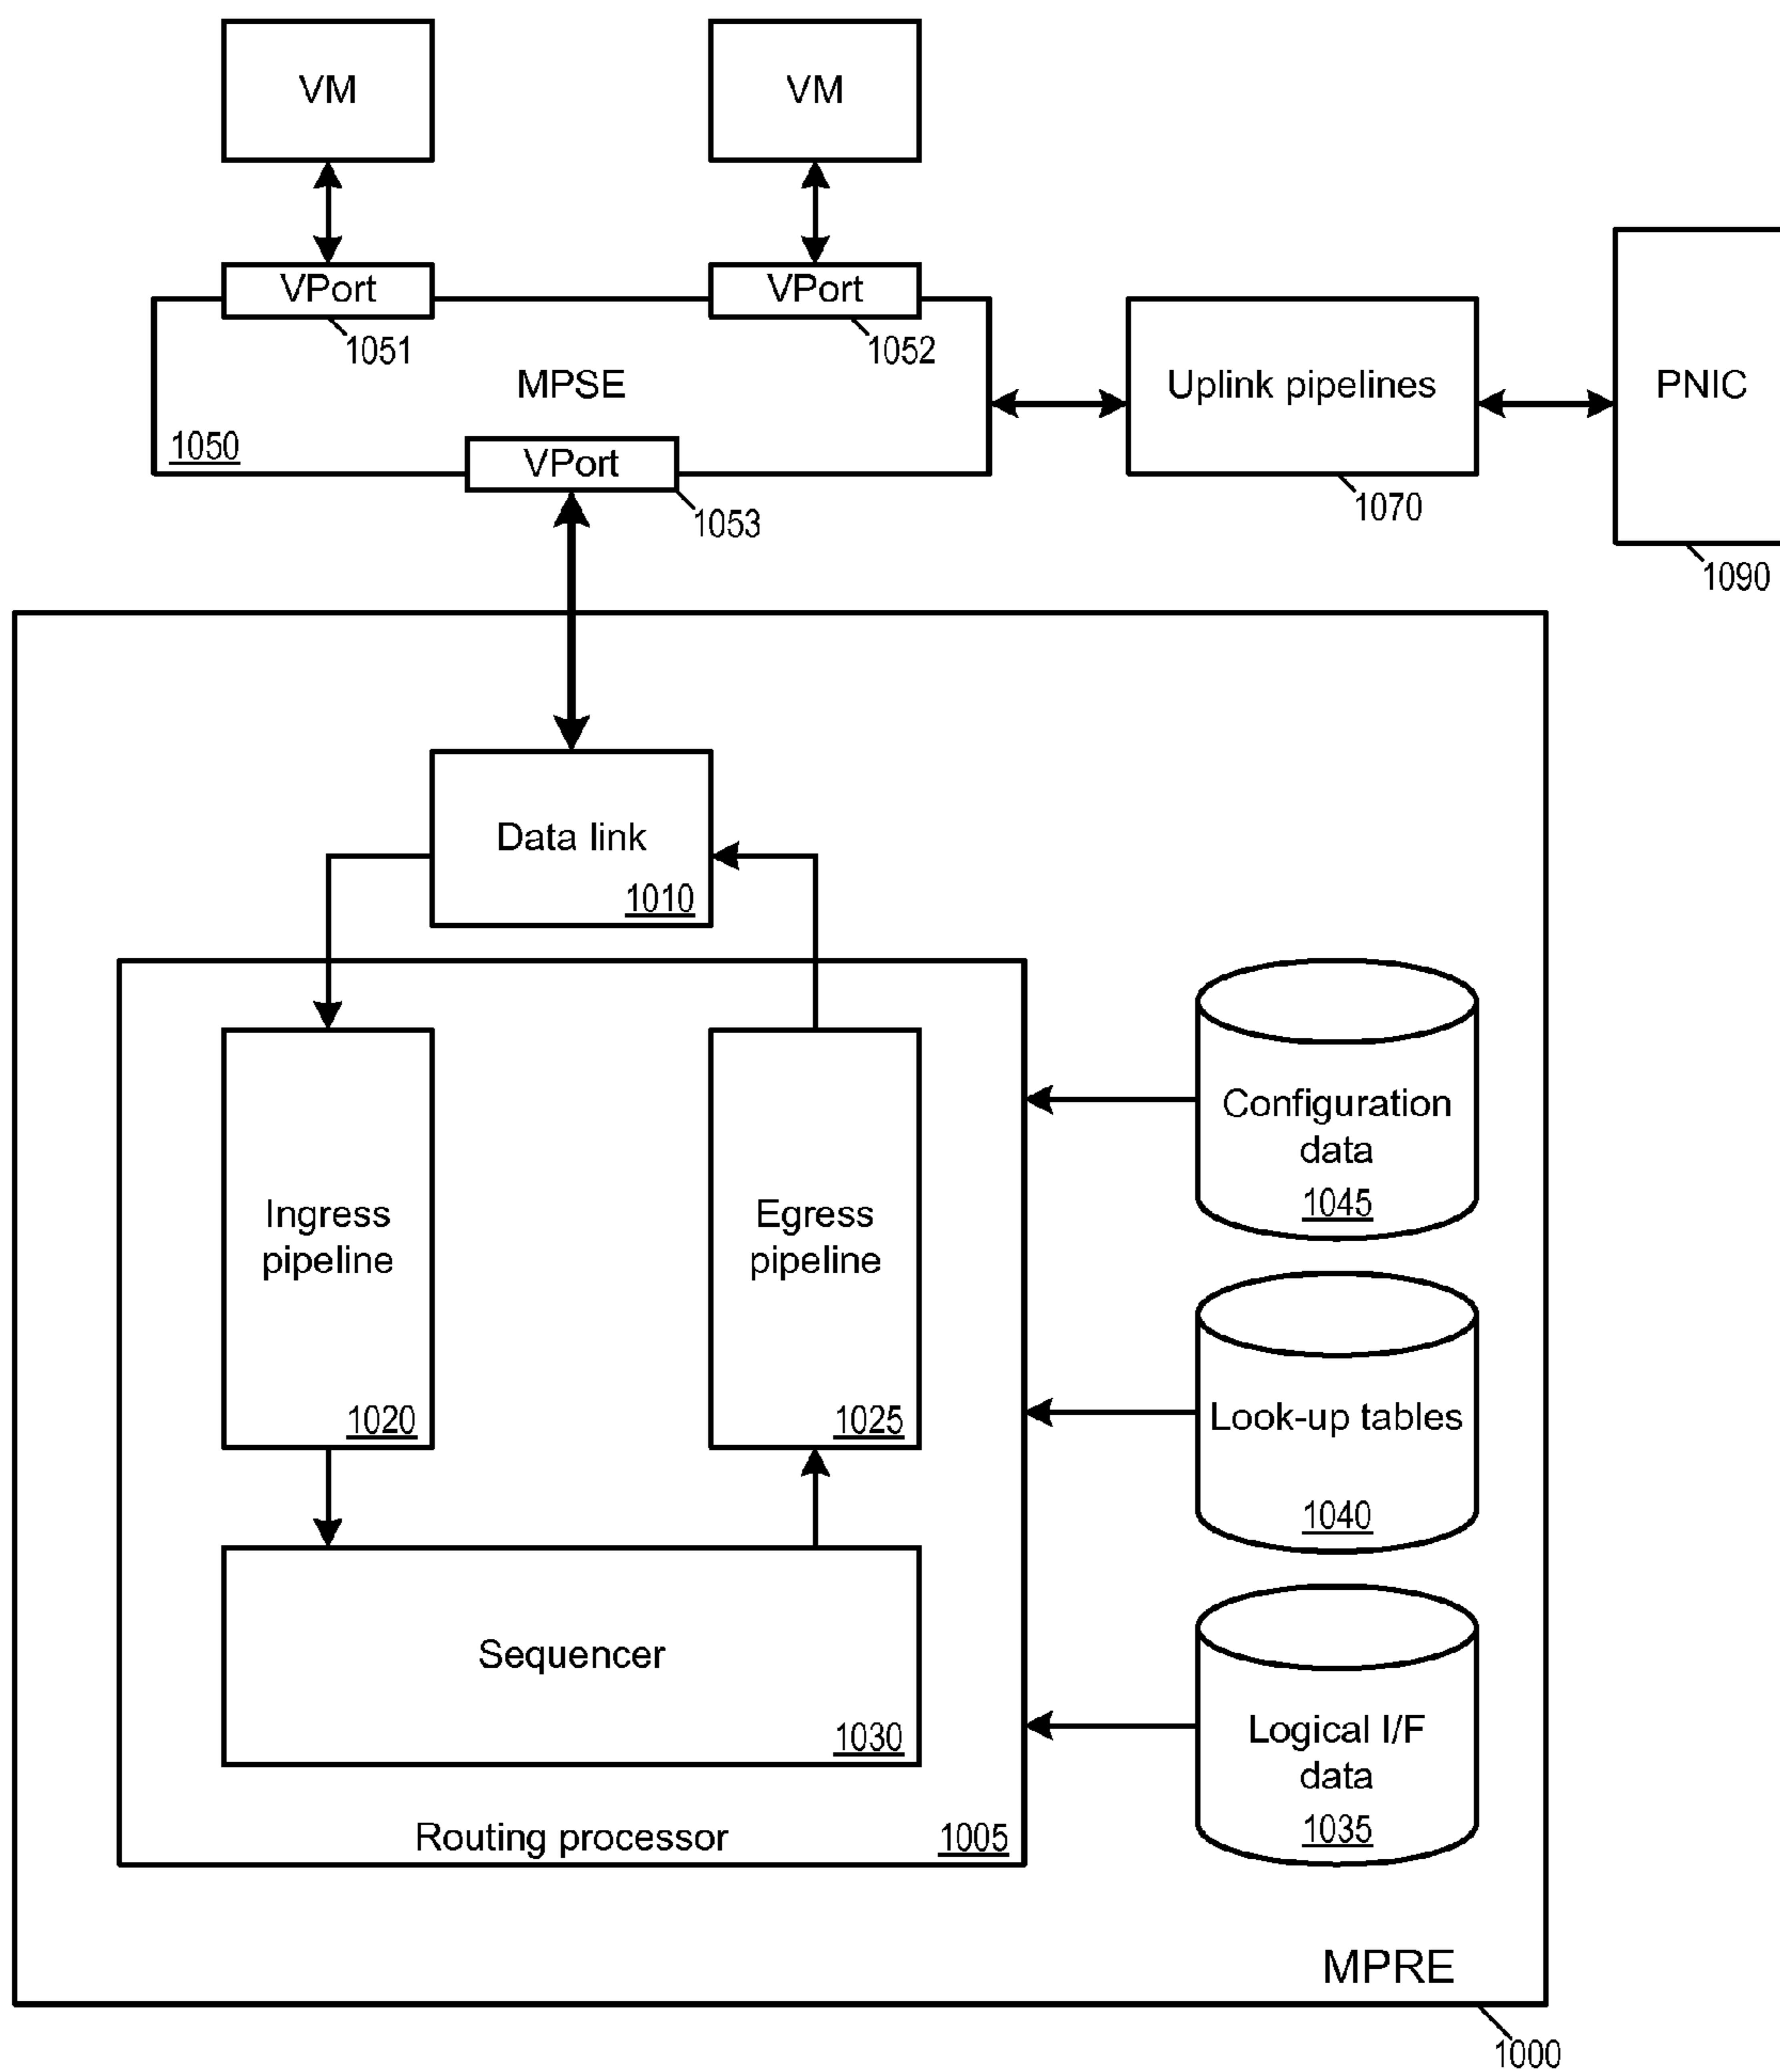 VM
VM
VPort
VPort
1051
1052
MPSE
1050
VPort
1053
Uplink pipelines
1070
PNIC
1090
Data link
1010
Ingress
pipeline
1020
Egress
pipeline
1025
Sequencer
1030
Routing processor
1005
Configuration
data
1045
Look-up tables
1040
Logical I/F
data
1035
MPRE
1000